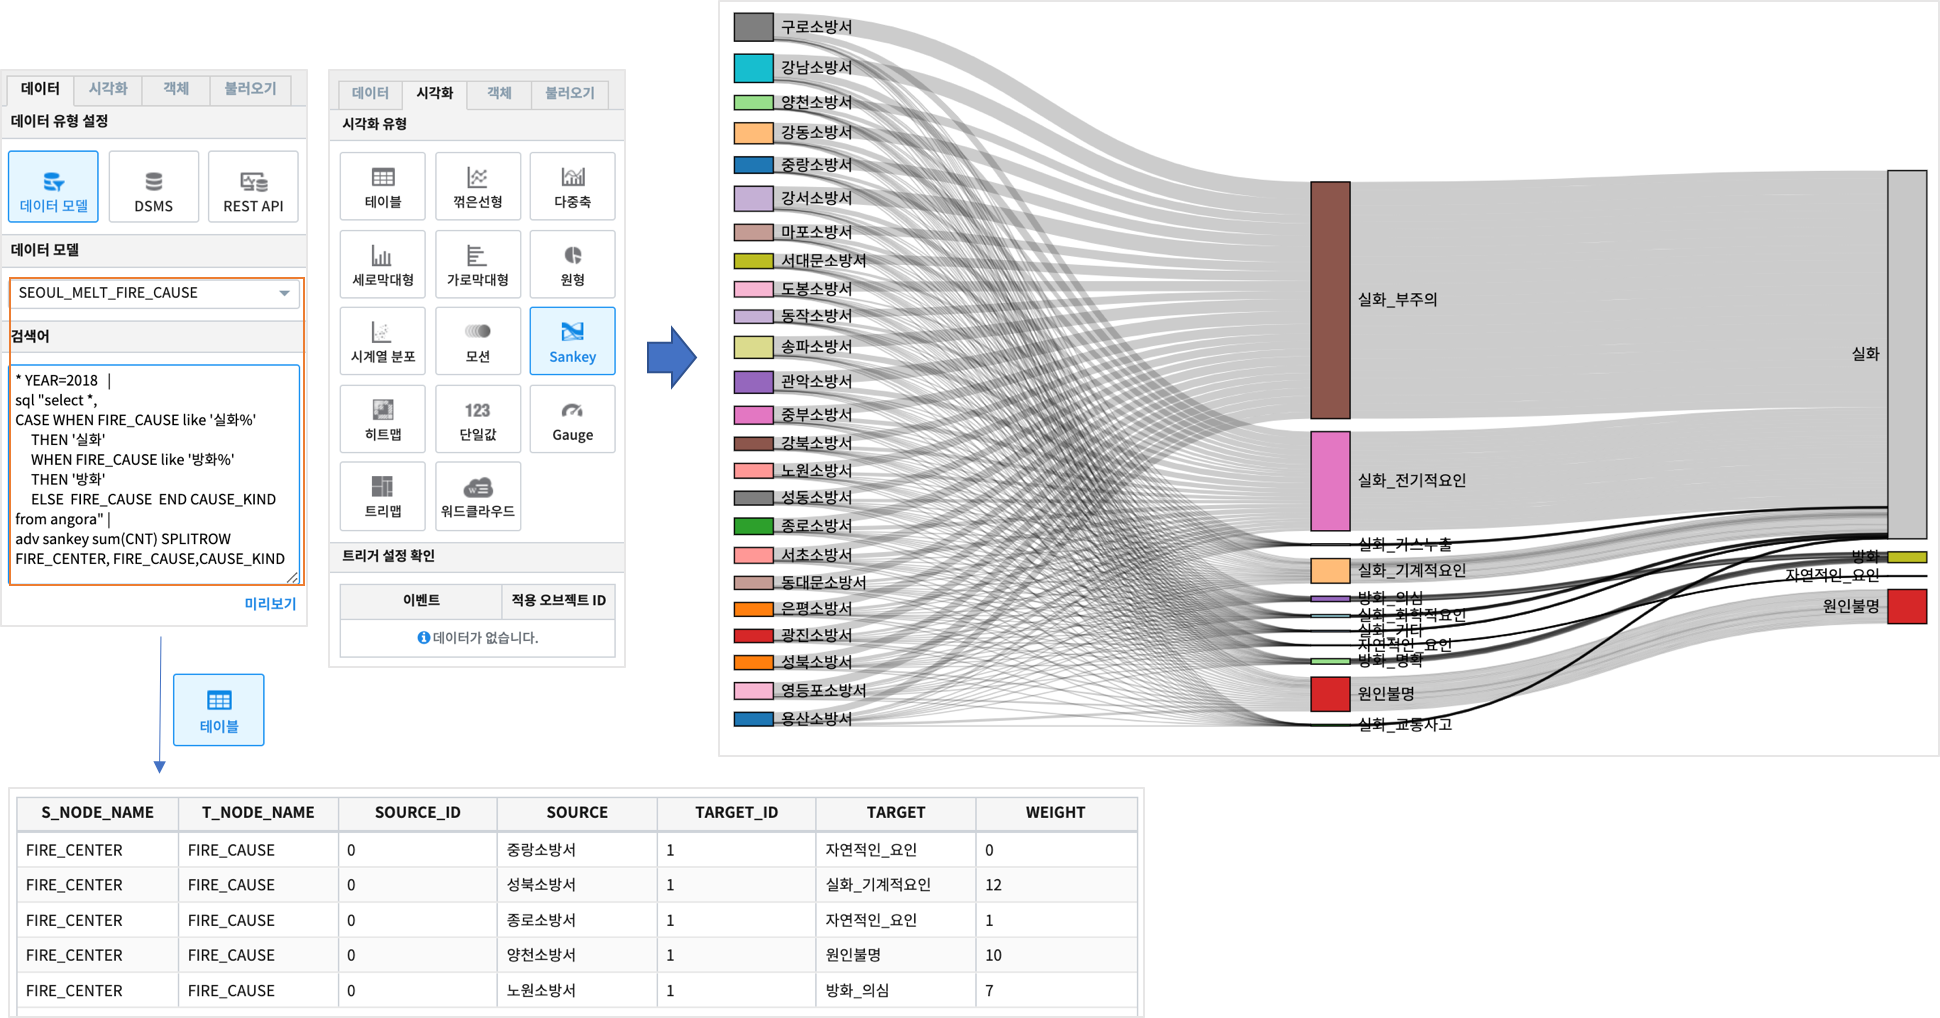 데이터 시각화 객체 불러오기
데이터 유형 설정
데이터 모델 DSMS REST API
데이터 모델
SEOUL_MELT_FIRE_CAUSE
검색어
* YEAR=2018 |
sql "select *,
CASE WHEN FIRE_CAUSE like '실화%'
THEN '실화'
WHEN FIRE_CAUSE like '방화%'
THEN '방화'
ELSE FIRE_CAUSE END CAUSE_KIND
from angora" |
adv sankey sum(CNT) SPLITROW
FIRE_CENTER, FIRE_CAUSE,CAUSE_KIND
미리보기
테이블
데이터 시각화 객체 불러오기
시각화 유형
테이블 꺾은선형 다중축
세로막대형 가로막대형 원형
시계열 분포 모션 Sankey
히트맵 123 단일값 Gauge
트리맵 워드클라우드
트리거 설정 확인
이벤트 적용 오브젝트 ID
데이터가 없습니다.
구로소방서
강남소방서
양천소방서
강동소방서
중랑소방서
강서소방서
마포소방서
서대문소방서
도봉소방서
동작소방서
송파소방서
관악소방서
중부소방서
강북소방서
노원소방서
성동소방서
종로소방서
서초소방서
동대문소방서
은평소방서
광진소방서
성북소방서
영등포소방서
용산소방서
실화_부주의
실화_전기적요인
실화_가스누출
실화_기계적요인
방화_의심
실화_화학적요인
실화_기타
자연적인_요인
방화_명확
원인불명
실화_교통사고
실화
방화
자연적인_요인
원인불명
S_NODE_NAME T_NODE_NAME SOURCE_ID SOURCE TARGET_ID TARGET WEIGHT
FIRE_CENTER FIRE_CAUSE 0 중랑소방서 1 자연적인_요인 0
FIRE_CENTER FIRE_CAUSE 0 성북소방서 1 실화_기계적요인 12
FIRE_CENTER FIRE_CAUSE 0 종로소방서 1 자연적인_요인 1
FIRE_CENTER FIRE_CAUSE 0 양천소방서 1 원인불명 10
FIRE_CENTER FIRE_CAUSE 0 노원소방서 1 방화_의심 7